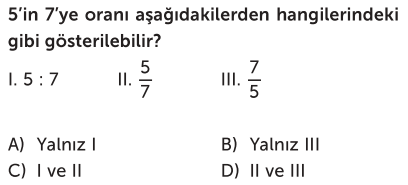 5'in 7'ye oranı aşağıdakilerden hangilerindeki
gibi gösterilebilir?
I. 5 : 7 II. 5/7 III. 7/5
A) Yalnız I B) Yalnız III
C) I ve II D) II ve III